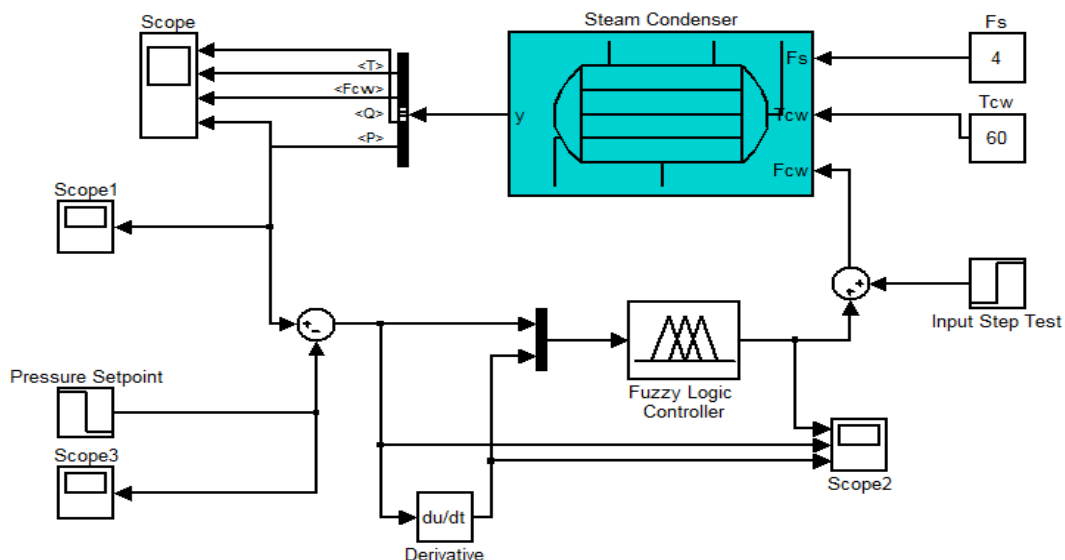 Scope
Steam Condenser
Fs
<T>
<Fcw>
<Q>
<P>
y
Fs
Tcw
Fcw
4
Tcw
60
Scope1
Input Step Test
Pressure Setpoint
Fuzzy Logic
Controller
Scope3
Scope2
du/dt
Derivative